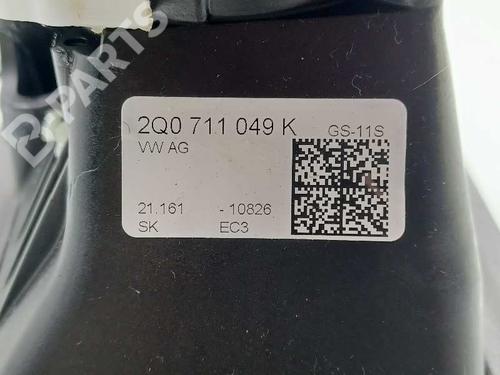 B-PARTS
2Q0 711 049 K
GS-11S
VW AG
21.161 - 10826
SK EC3